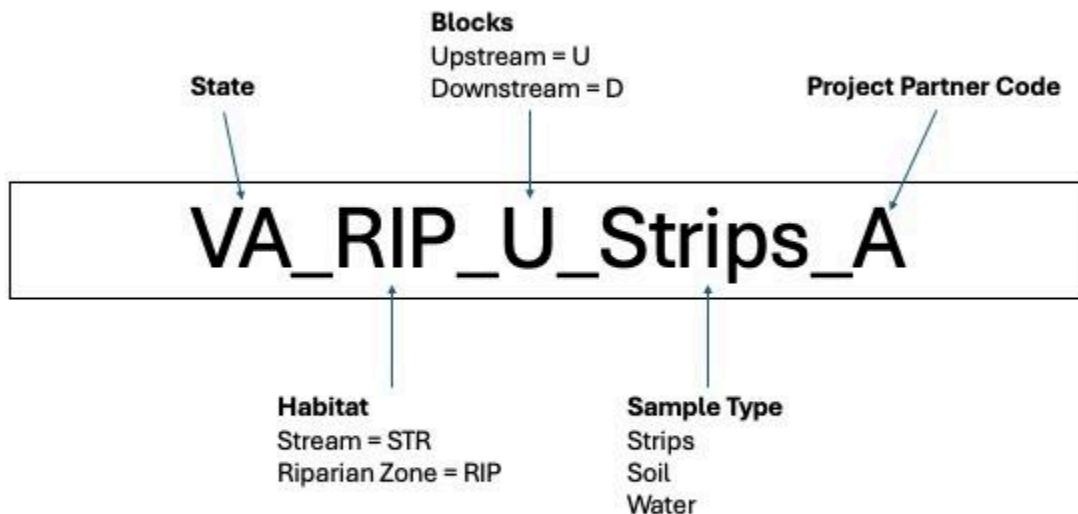 Blocks
Upstream = U
Downstream = D
State
Project Partner Code
VA_RIP_U_Strips_A
Habitat
Stream = STR
Riparian Zone = RIP
Sample Type
Strips
Soil
Water